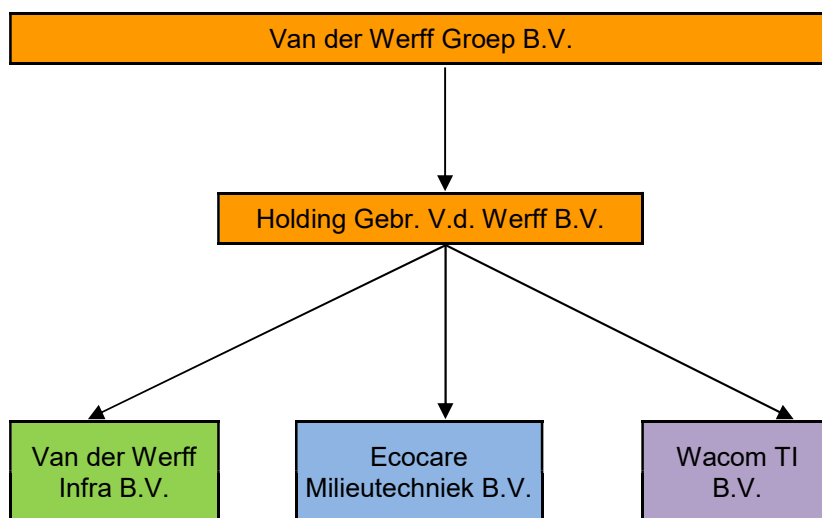 Van der Werff Groep B.V.
Holding Gebr. V.d. Werff B.V.
Van der Werff
Infra B.V.
Ecocare
Milieutechniek B.V.
Wacom TI
B.V.